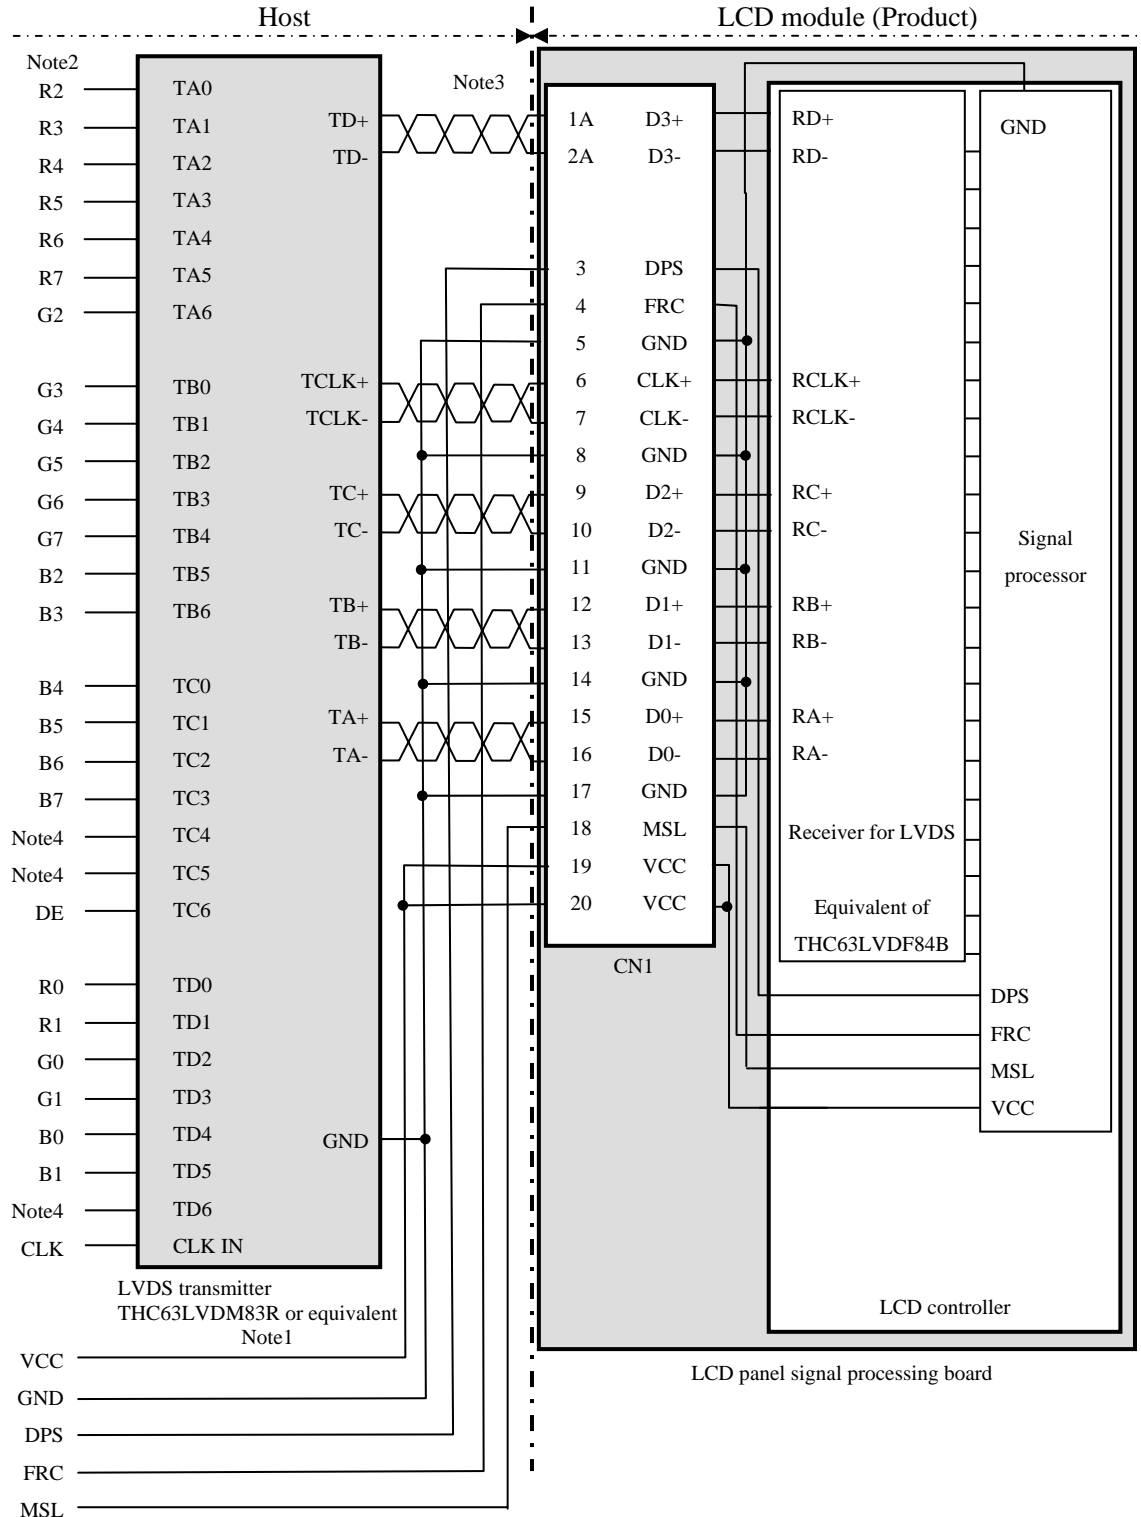 Host
LCD module (Product)
Note2
R2 TA0
R3 TA1
R4 TA2
R5 TA3
R6 TA4
R7 TA5
G2 TA6
G3 TB0
G4 TB1
G5 TB2
G6 TB3
G7 TB4
B2 TB5
B3 TB6
B4 TC0
B5 TC1
B6 TC2
B7 TC3
Note4 TC4
Note4 TC5
DE TC6
R0 TD0
R1 TD1
G0 TD2
G1 TD3
B0 TD4
B1 TD5
Note4 TD6
CLK CLK IN
TD+
TD-
TCLK+
TCLK-
TC+
TC-
TB+
TB-
TA+
TA-
GND
LVDS transmitter
THC63LVDM83R or equivalent
Note1
VCC
GND
DPS
FRC
MSL
Note3
1A D3+
2A D3-
3 DPS
4 FRC
5 GND
6 CLK+
7 CLK-
8 GND
9 D2+
10 D2-
11 GND
12 D1+
13 D1-
14 GND
15 D0+
16 D0-
17 GND
18 MSL
19 VCC
20 VCC
CN1
RD+
RD-
RCLK+
RCLK-
RC+
RC-
RB+
RB-
RA+
RA-
Receiver for LVDS
Equivalent of
THC63LVDF84B
GND
Signal
processor
DPS
FRC
MSL
VCC
LCD controller
LCD panel signal processing board